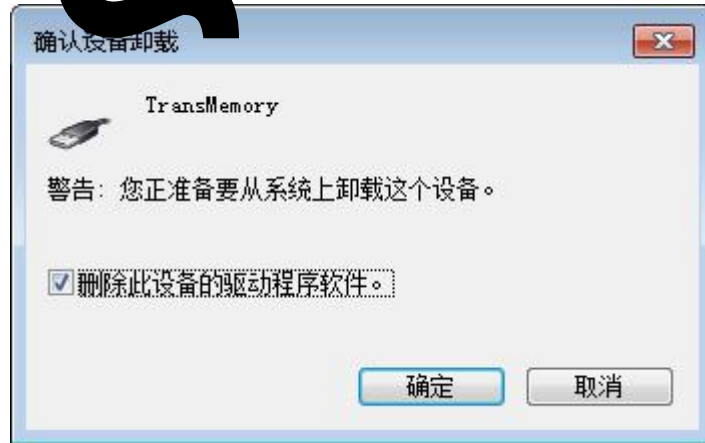 确认设备卸载
TransMemory
警告: 您正准备要从系统上卸载这个设备。
删除此设备的驱动程序软件。
确定
取消